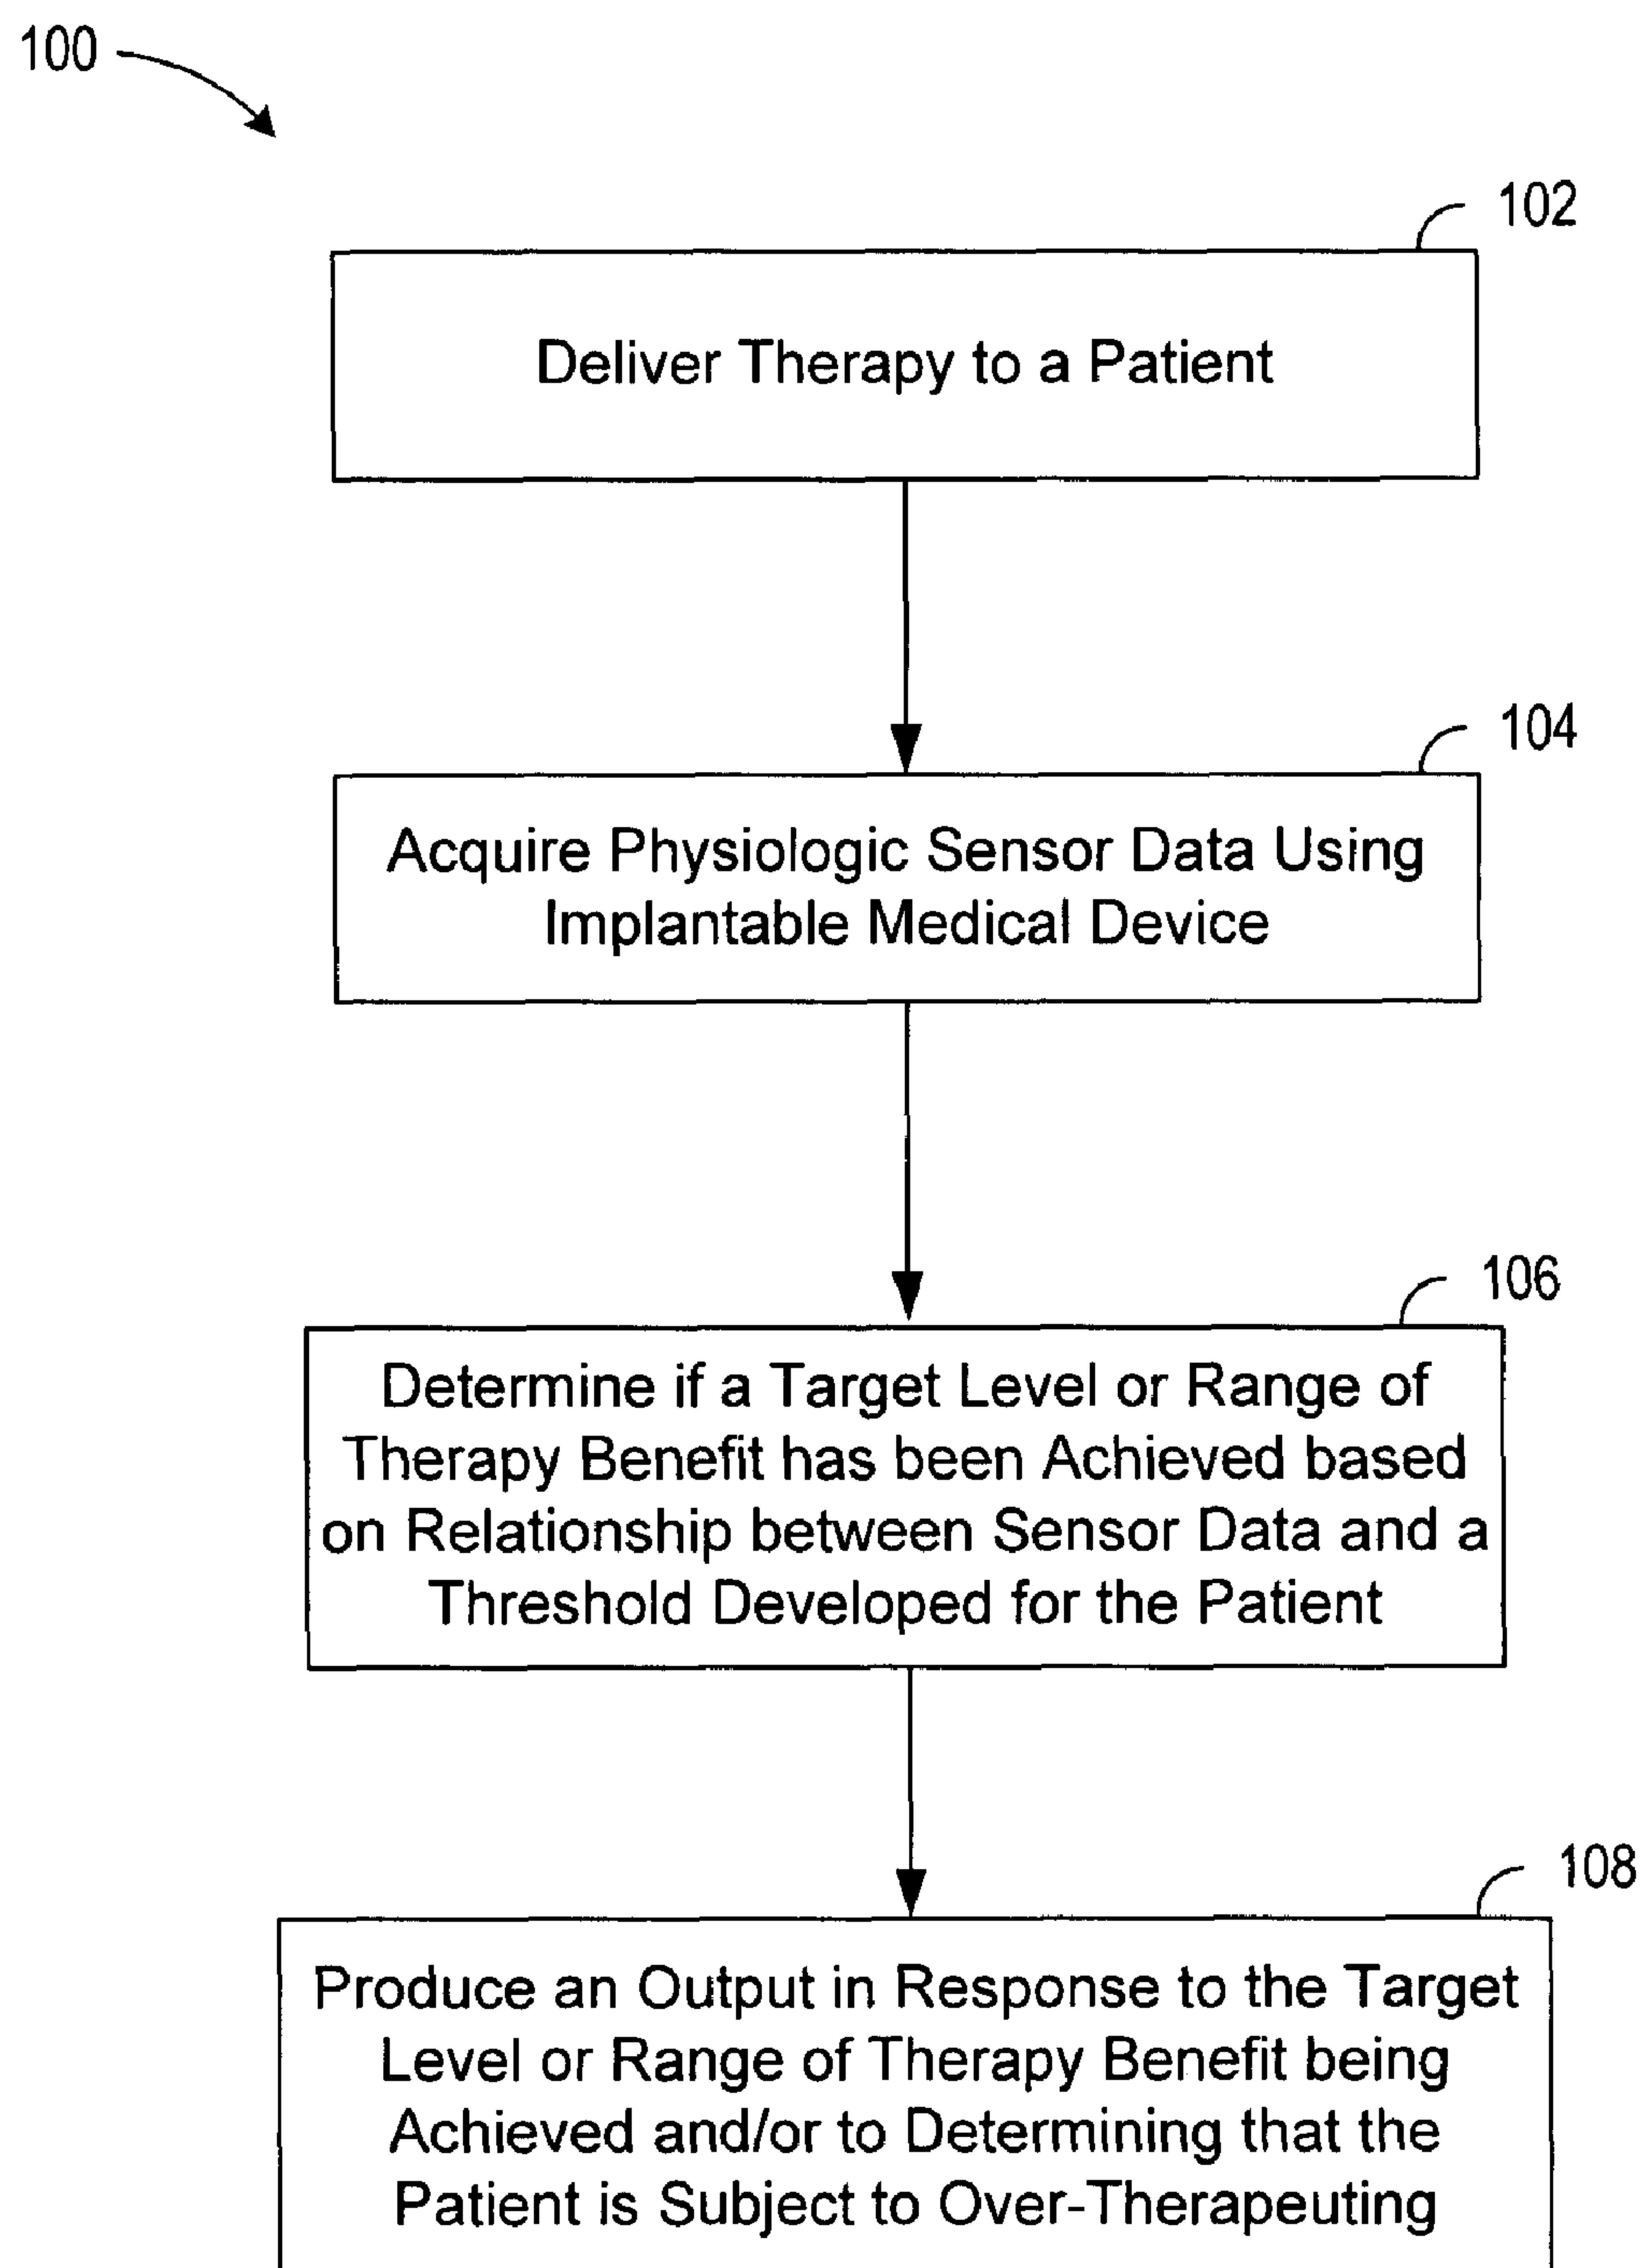 100
102
Deliver Therapy to a Patient
104
Acquire Physiologic Sensor Data Using
Implantable Medical Device
106
Determine if a Target Level or Range of
Therapy Benefit has been Achieved based
on Relationship between Sensor Data and a
Threshold Developed for the Patient
108
Produce an Output in Response to the Target
Level or Range of Therapy Benefit being
Achieved and/or to Determining that the
Patient is Subject to Over-Therapeuting